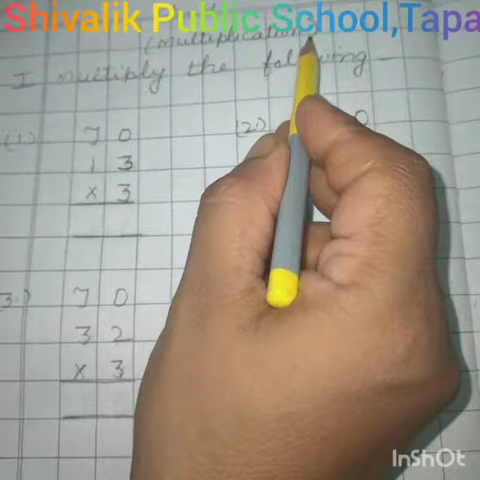 Shivalik Public School,Tapa
(Multiplication)
I Multiply the following -
(1) T O (2.) O
1 3
x 3
3.) T O
3 2
x 3
InShOt